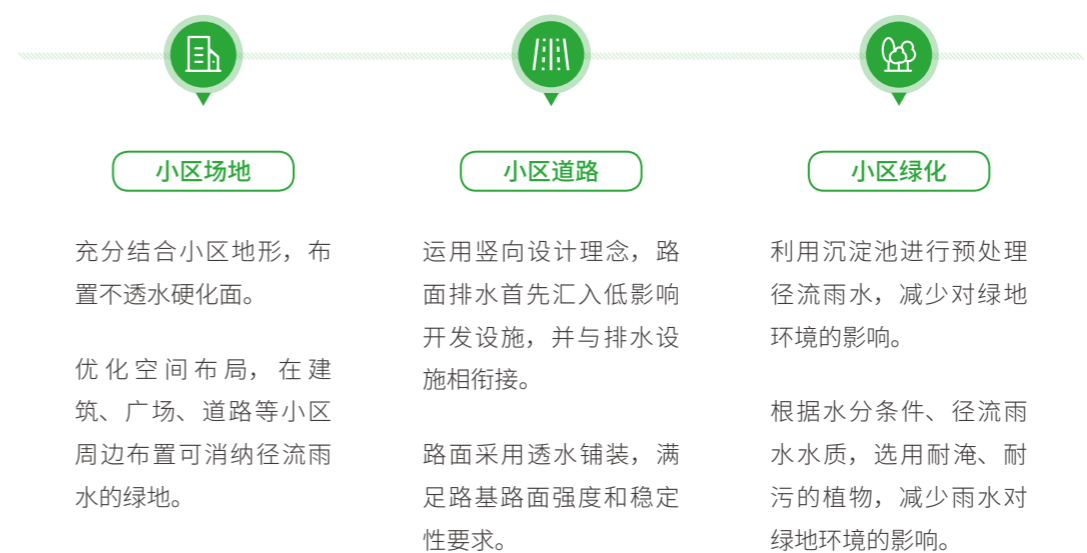 小区场地
充分结合小区地形，布
置不透水硬化面。
优化空间布局，在建
筑、广场、道路等小区
周边布置可消纳径流雨
水的绿地。
小区道路
运用竖向设计理念，路
面排水首先汇入低影响
开发设施，并与排水设
施相衔接。
路面采用透水铺装，满
足路基路面强度和稳定
性要求。
小区绿化
利用沉淀池进行预处理
径流雨水，减少对绿地
环境的影响。
根据水分条件、径流雨
水水质，选用耐淹、耐
污的植物，减少雨水对
绿地环境的影响。